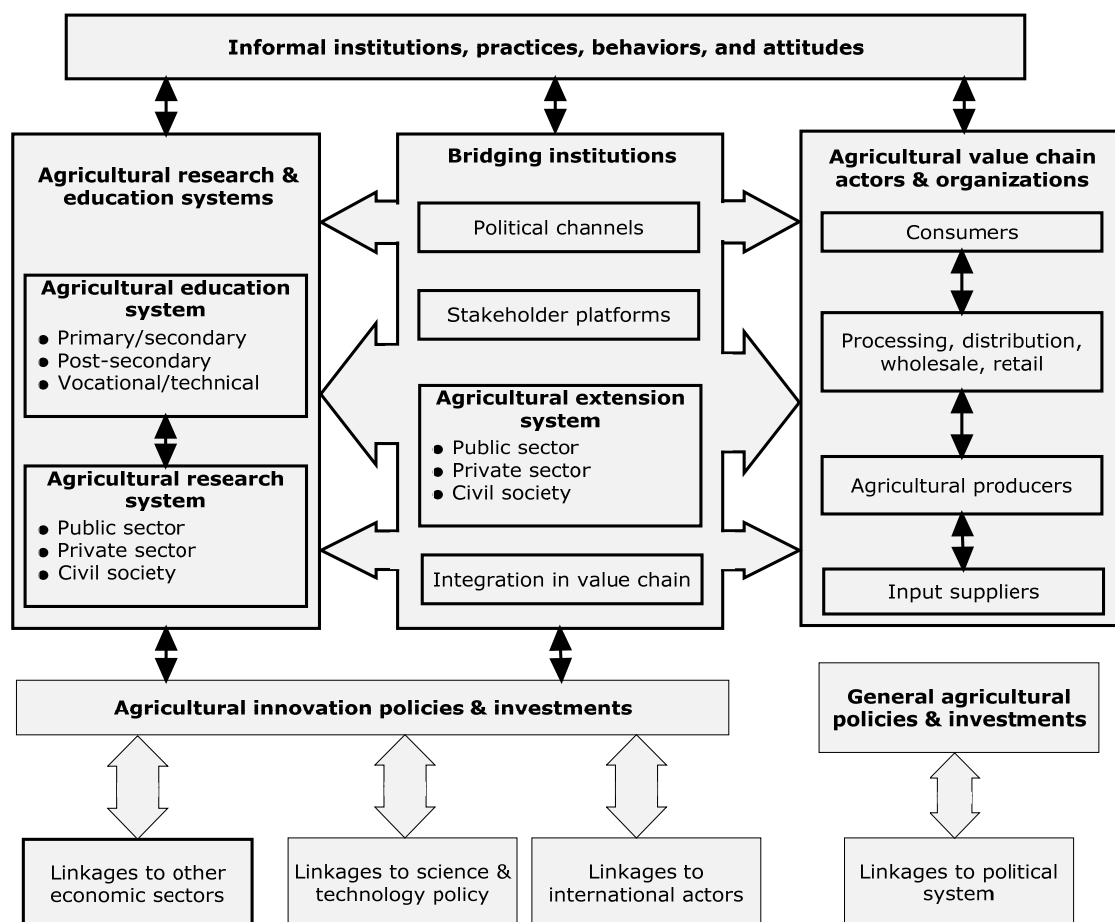 Informal institutions, practices, behaviors, and attitudes
Agricultural research &
education systems
Agricultural education
system
● Primary/secondary
● Post-secondary
● Vocational/technical
Agricultural research
system
● Public sector
● Private sector
● Civil society
Bridging institutions
Political channels
Stakeholder platforms
Agricultural extension
system
● Public sector
● Private sector
● Civil society
Integration in value chain
Agricultural value chain
actors & organizations
Consumers
Processing, distribution,
wholesale, retail
Agricultural producers
Input suppliers
Agricultural innovation policies & investments
General agricultural
policies & investments
Linkages to other
economic sectors
Linkages to science &
technology policy
Linkages to
international actors
Linkages to political
system